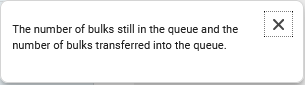 The number of bulks still in the queue and the
number of bulks transferred into the queue.